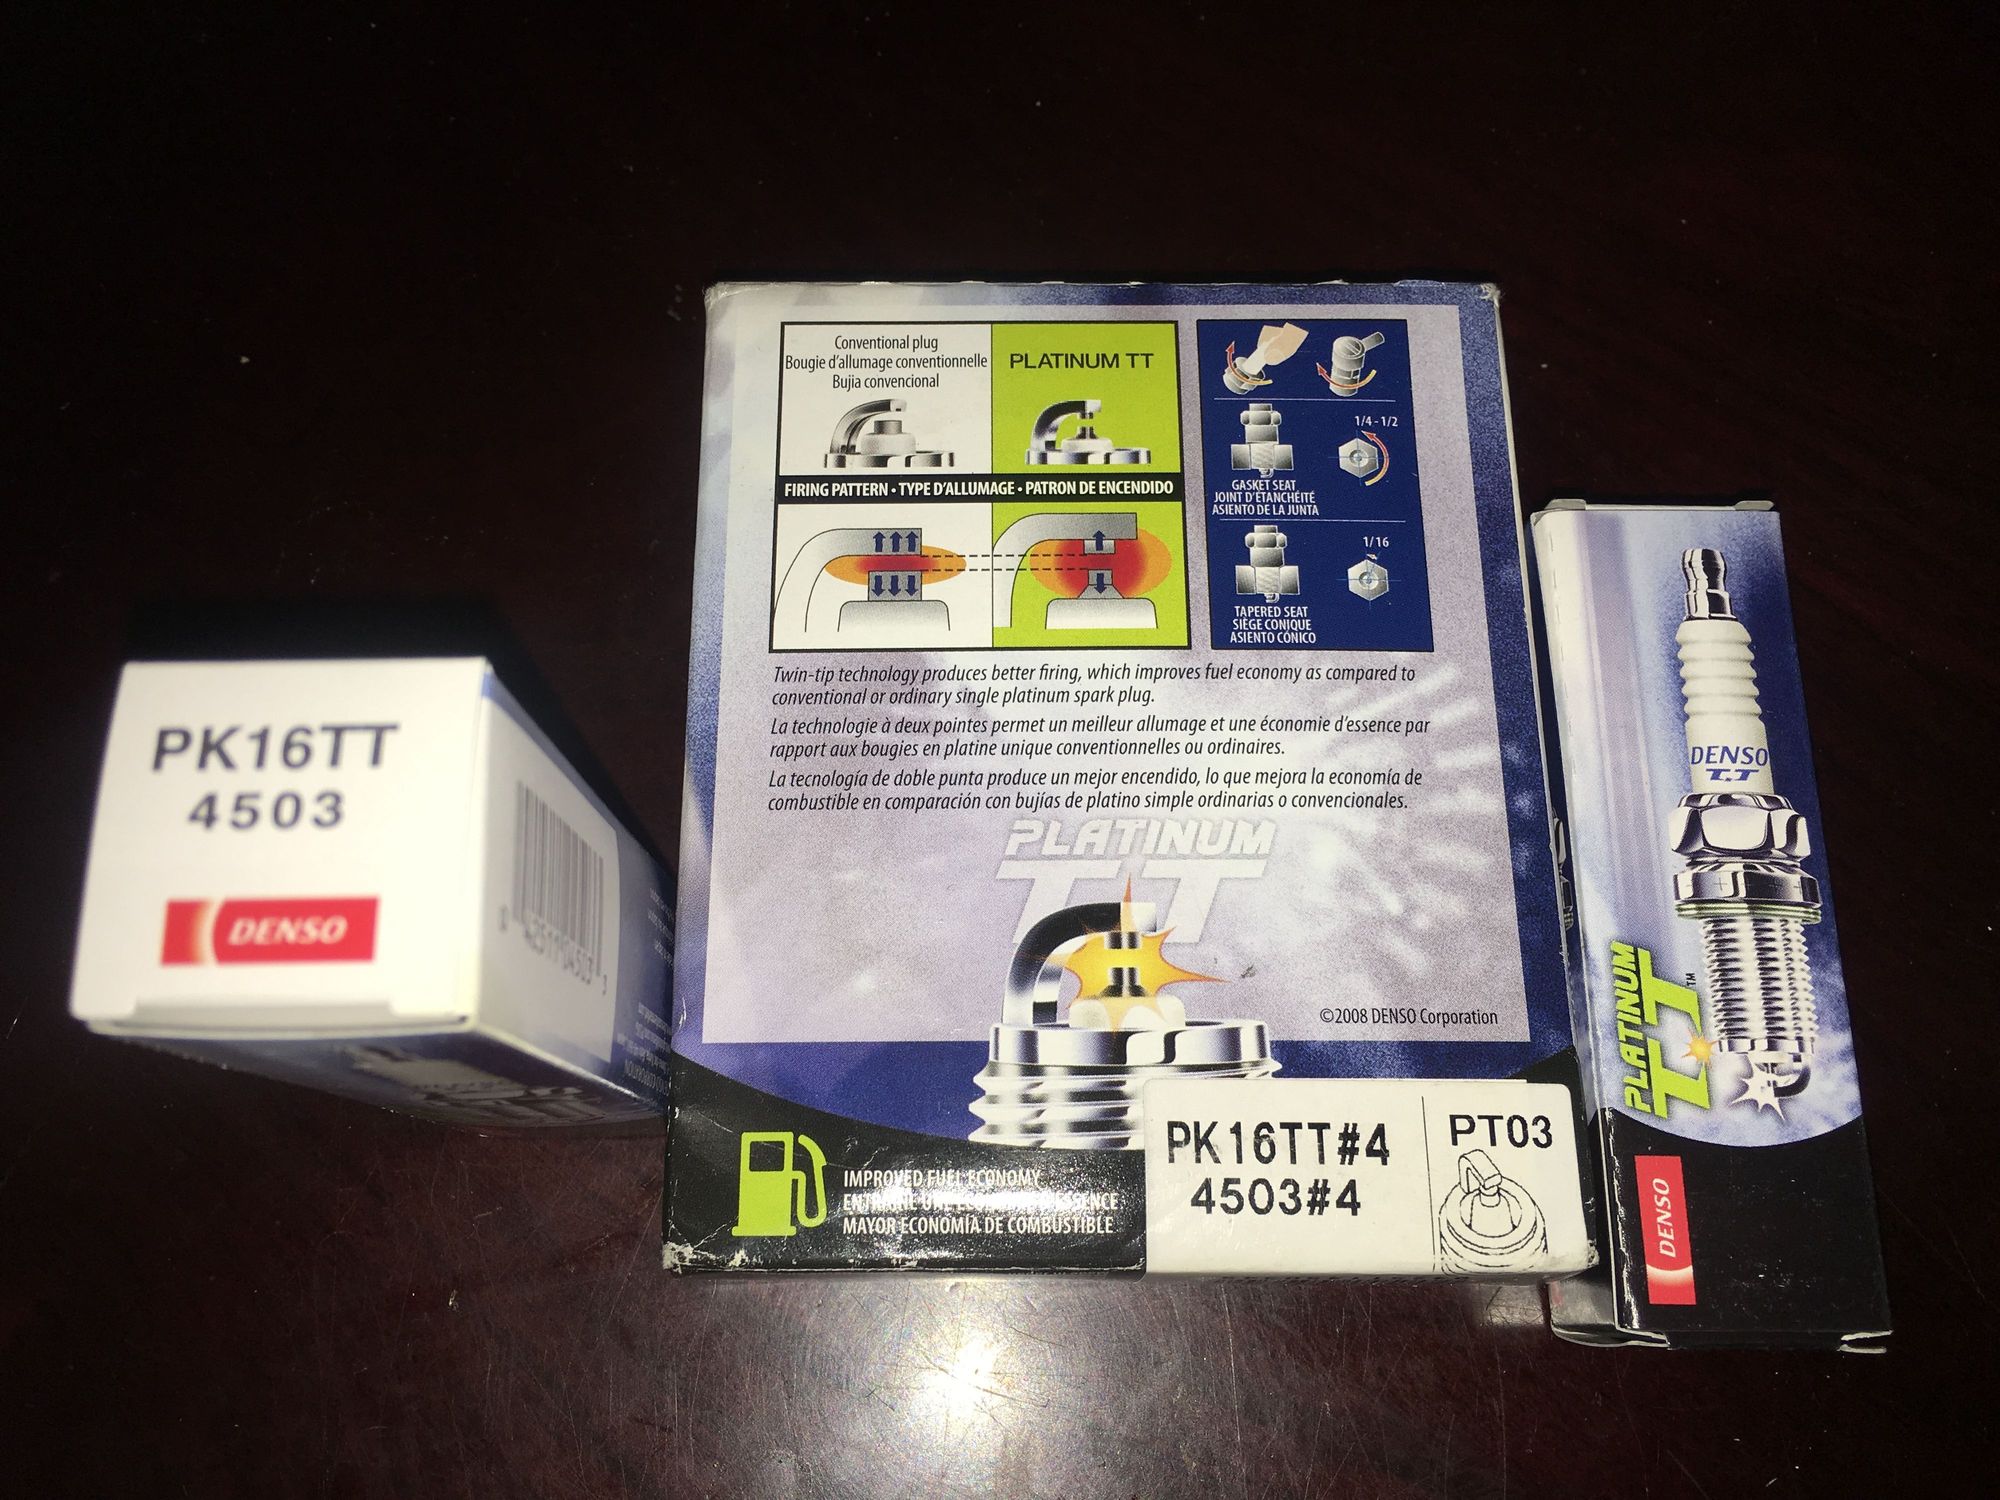 PK16TT
4503
DENSO
0 42511 04503 3
Conventional plug
Bougie d'allumage conventionnelle
Bujia convencional
PLATINUM TT
FIRING PATTERN • TYPE D'ALLUMAGE • PATRON DE ENCENDIDO
1/4 - 1/2
GASKET SEAT
JOINT D'ÉTANCHÉITÉ
ASIENTO DE LA JUNTA
1/16
TAPERED SEAT
SIÈGE CONIQUE
ASIENTO CÓNICO
Twin-tip technology produces better firing, which improves fuel economy as compared to
conventional or ordinary single platinum spark plug.
La technologie à deux pointes permet un meilleur allumage et une économie d'essence par
rapport aux bougies en platine unique conventionnelles ou ordinaires.
La tecnología de doble punta produce un mejor encendido, lo que mejora la economía de
combustible en comparación con bujías de platino simple ordinarias o convencionales.
PLATINUM
TT
©2008 DENSO Corporation
IMPROVED FUEL ECONOMY
MAYOR ECONOMÍA DE COMBUSTIBLE
PK16TT#4
4503#4
PT03
DENSO
T.T
PLATINUM
TT™
DENSO